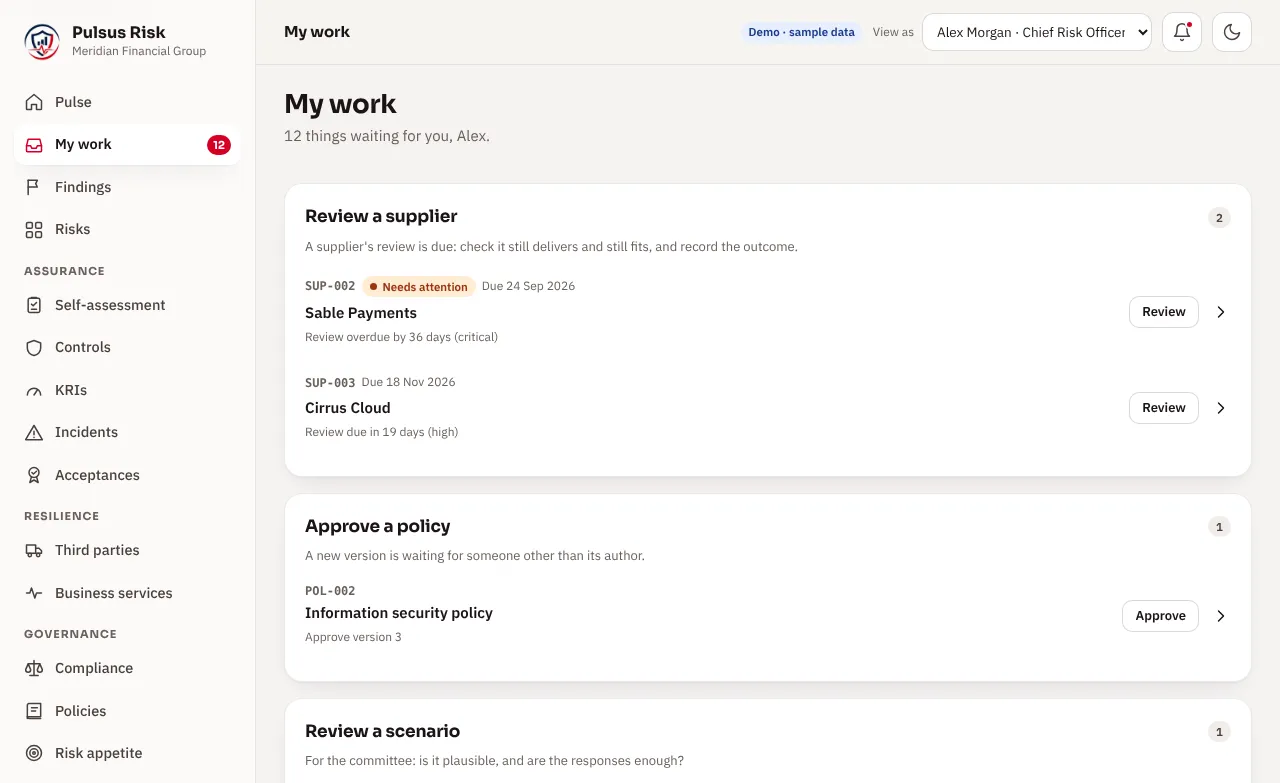 Pulsus Risk
Meridian Financial Group
Pulse
My work
12
Findings
Risks
ASSURANCE
Self-assessment
Controls
KRIs
Incidents
Acceptances
RESILIENCE
Third parties
Business services
GOVERNANCE
Compliance
Policies
Risk appetite
My work
Demo · sample data
View as
Alex Morgan · Chief Risk Officer
My work
12 things waiting for you, Alex.
Review a supplier
2
A supplier's review is due: check it still delivers and still fits, and record the outcome.
SUP-002 Needs attention Due 24 Sep 2026
Sable Payments
Review overdue by 36 days (critical)
Review
SUP-003 Due 18 Nov 2026
Cirrus Cloud
Review due in 19 days (high)
Review
Approve a policy
1
A new version is waiting for someone other than its author.
POL-002
Information security policy
Approve version 3
Approve
Review a scenario
1
For the committee: is it plausible, and are the responses enough?